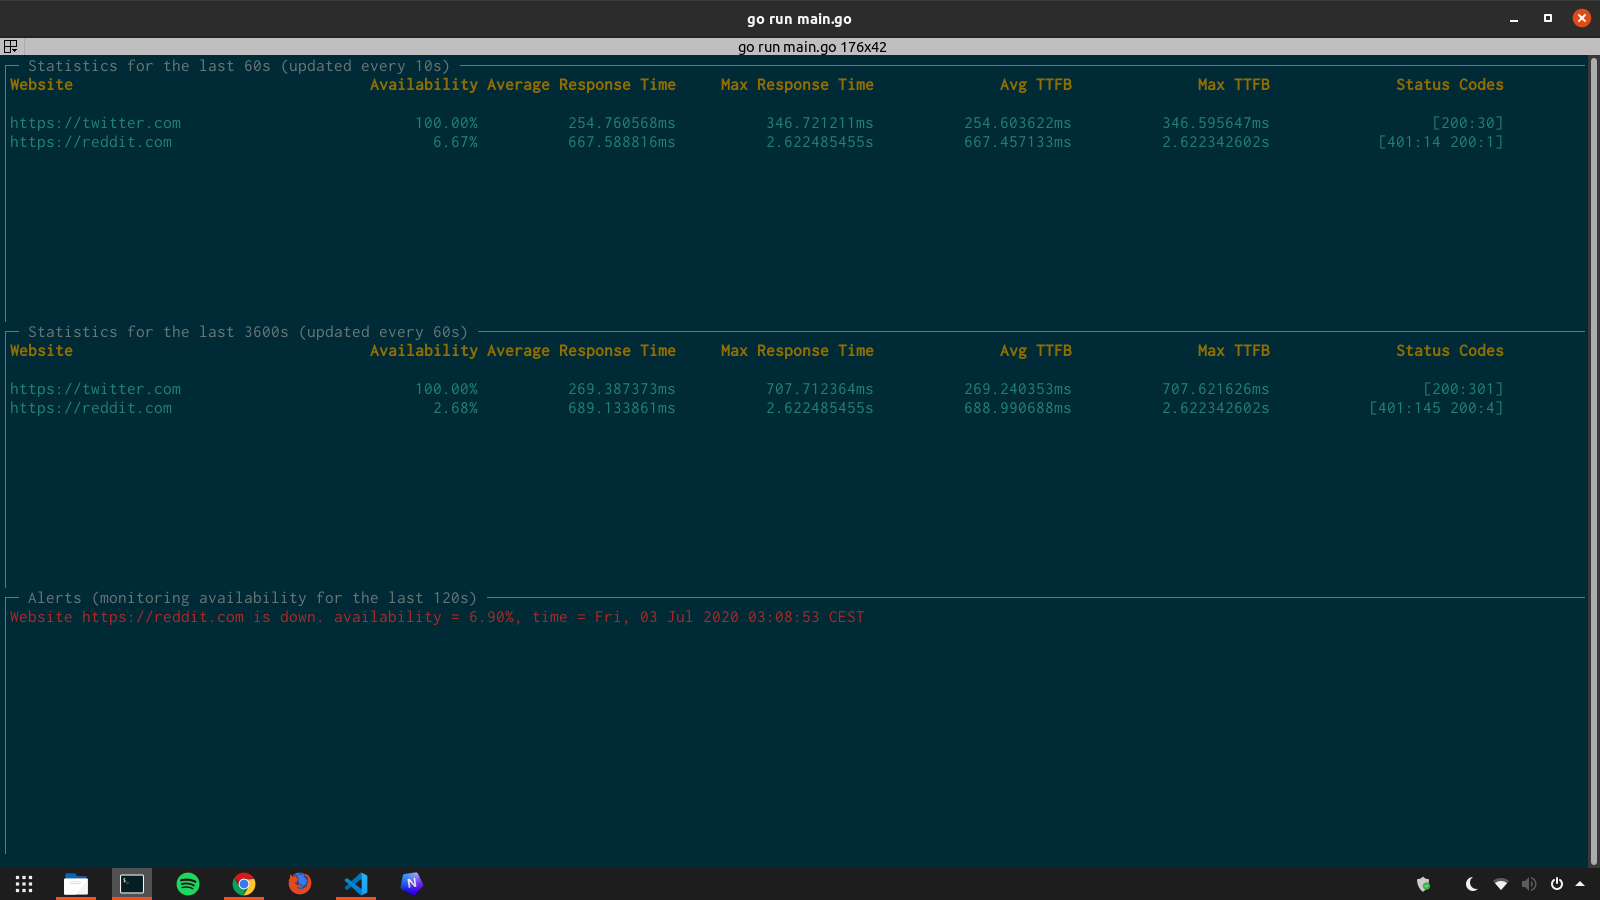 go run main.go
go run main.go 176x42
Statistics for the last 60s (updated every 10s)
Website Availability Average Response Time Max Response Time Avg TTFB Max TTFB Status Codes
https://twitter.com 100.00% 254.760568ms 346.721211ms 254.603622ms 346.595647ms [200:30]
https://reddit.com 6.67% 667.588816ms 2.622485455s 667.457133ms 2.622342602s [401:14 200:1]
Statistics for the last 3600s (updated every 60s)
Website Availability Average Response Time Max Response Time Avg TTFB Max TTFB Status Codes
https://twitter.com 100.00% 269.387373ms 707.712364ms 269.240353ms 707.621626ms [200:301]
https://reddit.com 2.68% 689.133861ms 2.622485455s 688.990688ms 2.622342602s [401:145 200:4]
Alerts (monitoring availability for the last 120s)
Website https://reddit.com is down. availability = 6.90%, time = Fri, 03 Jul 2020 03:08:53 CEST